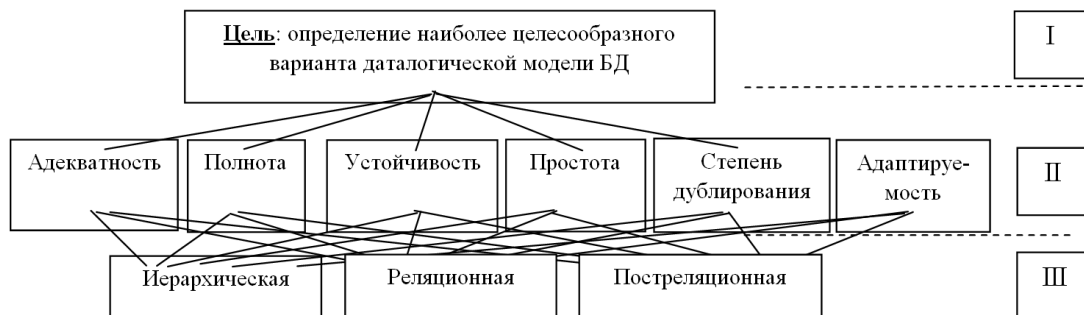 Цель: определение наиболее целесообразного
варианта даталогической модели БД
I
Адекватность
Полнота
Устойчивость
Простота
Степень
дублирования
Адаптируе-
мость
II
Иерархическая
Реляционная
Постреляционная
III